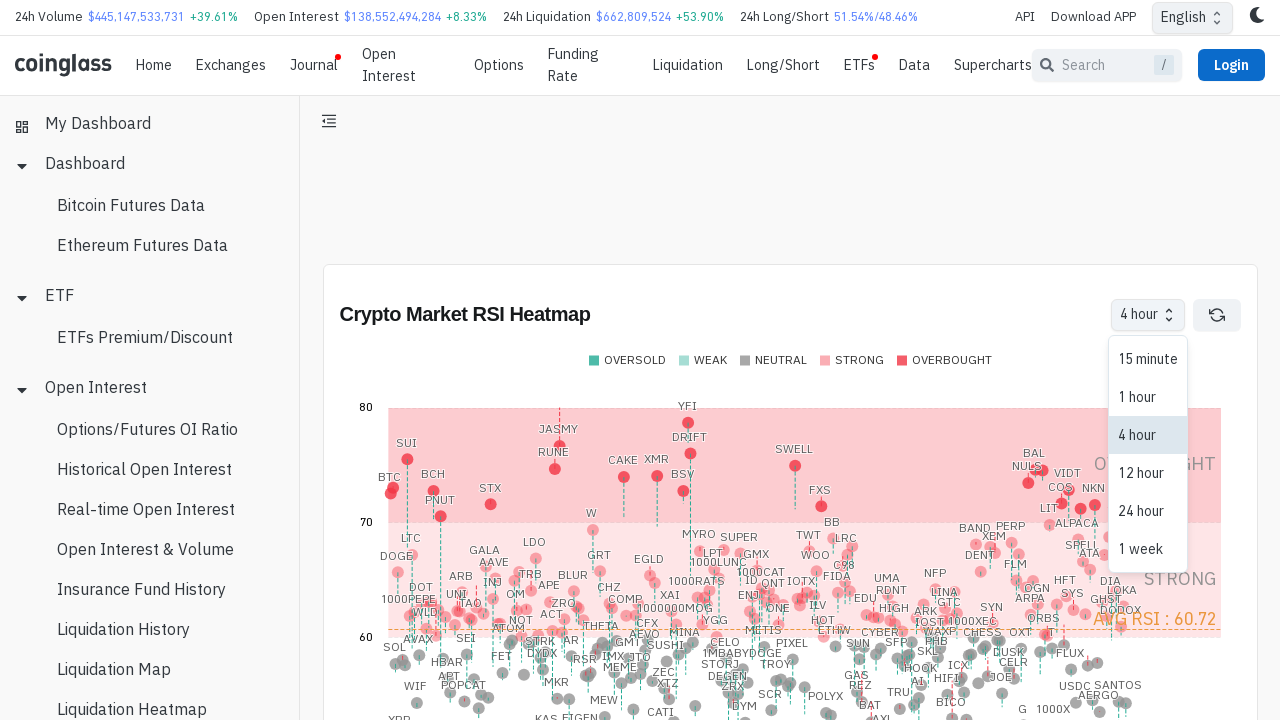 24h Volume $445,147,533,731 +39.61% Open Interest $138,552,494,284 +8.33% 24h Liquidation $662,809,524 +53.90% 24h Long/Short 51.54%/48.46% API Download APP English
coinglass Home Exchanges Journal Open Interest Options Funding Rate Liquidation Long/Short ETFs Data Supercharts Search / Login
My Dashboard
Dashboard
Bitcoin Futures Data
Ethereum Futures Data
ETF
ETFs Premium/Discount
Open Interest
Options/Futures OI Ratio
Historical Open Interest
Real-time Open Interest
Open Interest & Volume
Insurance Fund History
Liquidation History
Liquidation Map
Liquidation Heatmap
Crypto Market RSI Heatmap
4 hour
15 minute
1 hour
4 hour
12 hour
24 hour
1 week
OVERSOLD WEAK NEUTRAL STRONG OVERBOUGHT
80
YFI
JASMY
DRIFT
SUI
RUNE
SWELL
BAL
CAKE
XMR
NULS
BTC
BCH
BSV
VIDT
STX
FXS
COS
NKN
PNUT
70
W
BB
LIT
ALPACA
LTC
MYRO
SUPER
TWT
LRC
BAND
PERP
XEM
LDO
DOGE
GALA
GRT
EGLD
LPT
GMX
WOO
DENT
SPELL
ATA
AAVE
1000LUNC
C98
FLM
STRONG
ARB
TRB
BLUR
1000CAT
FIDA
NFP
INJ
APE
CHZ
1000RATS
ID
QNT
IOTX
UMA
HFT
DIA
DOT
UNI
OM
XAI
ENJ
EDU
RDNT
LINA
OGN
SYS
LOKA
1000PEPE
TAO
ZRO
COMP
1000000MOG
ONE
ILV
HIGH
GTC
ARPA
GHST
WLD
NOT
ACT
CFX
YGG
HOT
ARK
SYN
DODOX
ATOM
THETA
METIS
ETHW
IOST
1000XEC
ORBS
AVG RSI : 60.72
60
AVAX
SEI
STRK
AR
AEVO
MINA
CELO
PIXEL
SUN
CYBER
SFP
WAXP
PHB
CHESS
OXT
SOL
FET
DYDX
RSR
GMT
SUSHI
1MBABYDOGE
SKL
DUSK
FLUX
HBAR
IMX
JTO
STORJ
TROY
HOOK
ICX
CELR
APT
MEME
ZEC
DEGEN
GAS
HIFI
JOE
WIF
POPCAT
MKR
XTZ
ZRX
REZ
AI
USDC
SANTOS
MEW
SCR
POLYX
TRU
BICO
AERGO
CATI
DYM
BAT
G
1000X
XRP
KAS
EIGEN
AXL